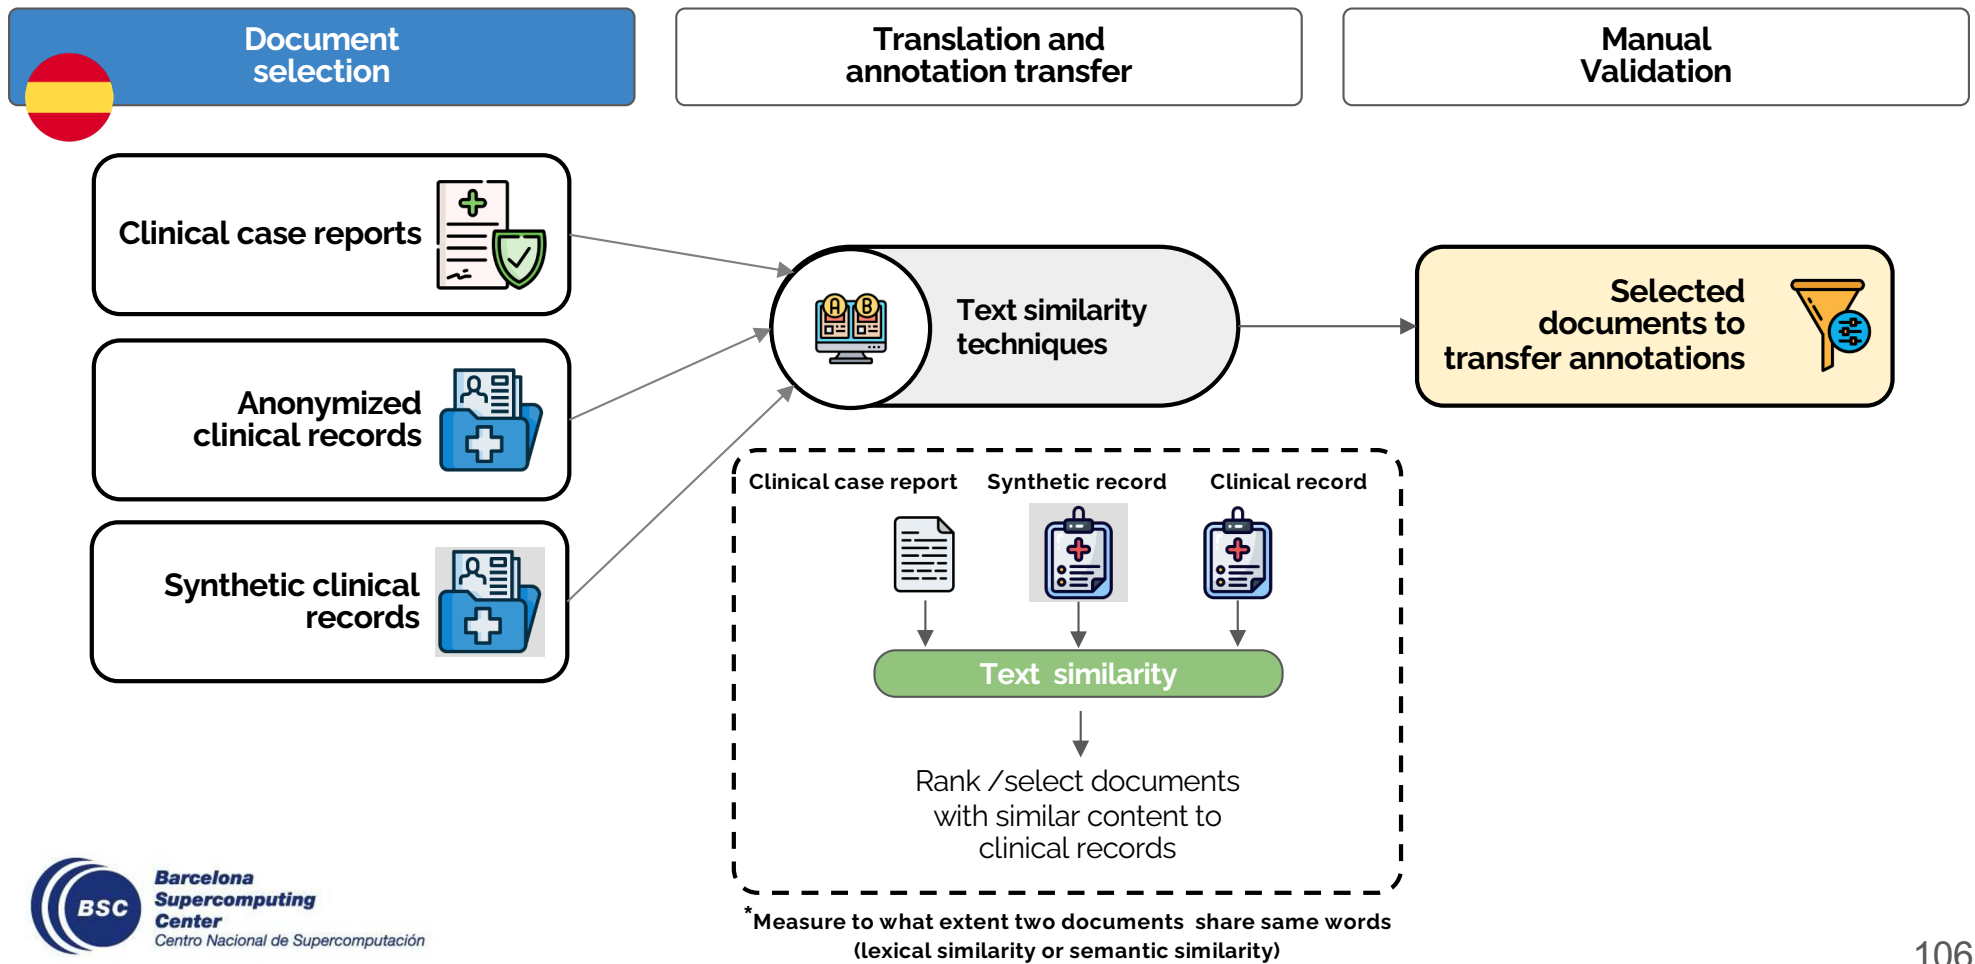 Document
selection
Translation and
annotation transfer
Manual
Validation
Clinical case reports
Anonymized
clinical records
Synthetic clinical
records
A B
Text similarity
techniques
Selected
documents to
transfer annotations
Clinical case report
Synthetic record
Clinical record
Text similarity
Rank /select documents
with similar content to
clinical records
*Measure to what extent two documents share same words
(lexical similarity or semantic similarity)
BSC
Barcelona
Supercomputing
Center
Centro Nacional de Supercomputación
106